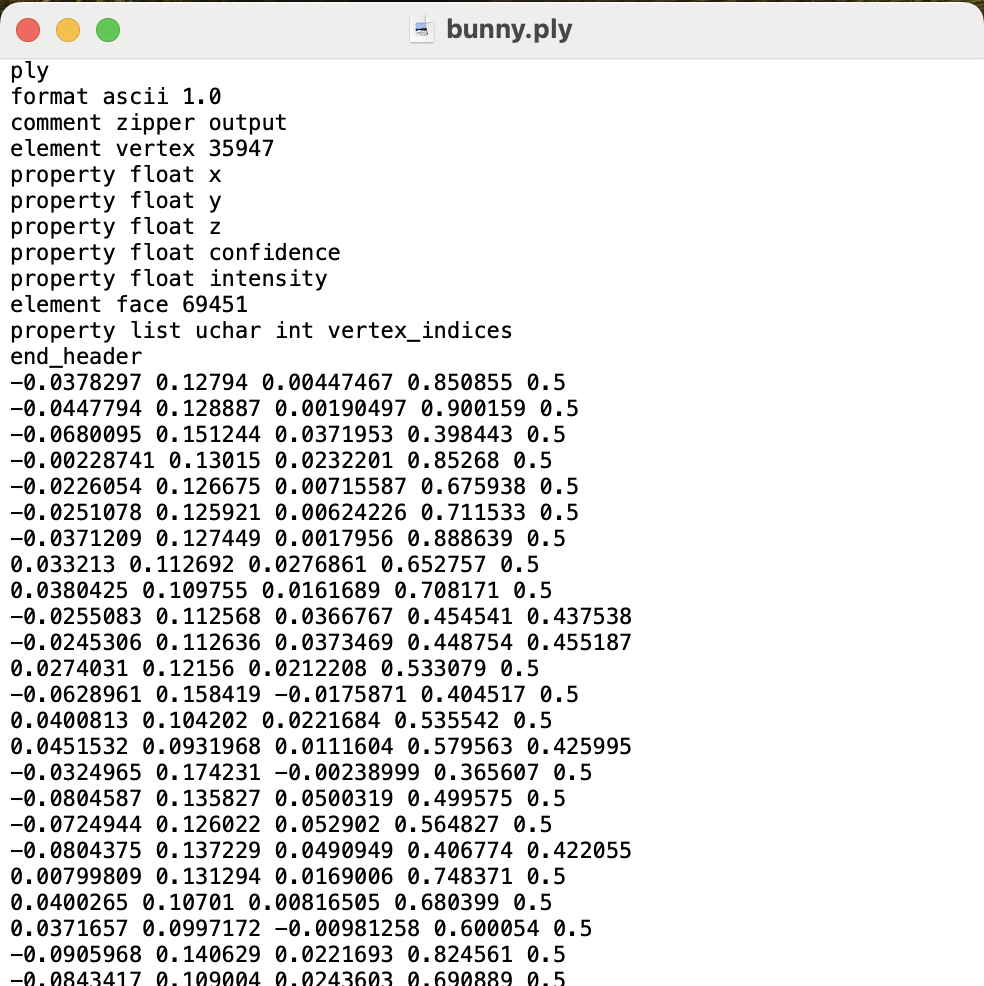 bunny.ply
ply
format ascii 1.0
comment zipper output
element vertex 35947
property float x
property float y
property float z
property float confidence
property float intensity
element face 69451
property list uchar int vertex_indices
end_header
-0.0378297 0.12794 0.00447467 0.850855 0.5
-0.0447794 0.128887 0.00190497 0.900159 0.5
-0.0680095 0.151244 0.0371953 0.398443 0.5
-0.00228741 0.13015 0.0232201 0.85268 0.5
-0.0226054 0.126675 0.00715587 0.675938 0.5
-0.0251078 0.125921 0.00624226 0.711533 0.5
-0.0371209 0.127449 0.0017956 0.888639 0.5
0.033213 0.112692 0.0276861 0.652757 0.5
0.0380425 0.109755 0.0161689 0.708171 0.5
-0.0255083 0.112568 0.0366767 0.454541 0.437538
-0.0245306 0.112636 0.0373469 0.448754 0.455187
0.0274031 0.12156 0.0212208 0.533079 0.5
-0.0628961 0.158419 -0.0175871 0.404517 0.5
0.0400813 0.104202 0.0221684 0.535542 0.5
0.0451532 0.0931968 0.0111604 0.579563 0.425995
-0.0324965 0.174231 -0.00238999 0.365607 0.5
-0.0804587 0.135827 0.0500319 0.499575 0.5
-0.0724944 0.126022 0.052902 0.564827 0.5
-0.0804375 0.137229 0.0490949 0.406774 0.422055
0.00799809 0.131294 0.0169006 0.748371 0.5
0.0400265 0.10701 0.00816505 0.680399 0.5
0.0371657 0.0997172 -0.00981258 0.600054 0.5
-0.0905968 0.140629 0.0221693 0.824561 0.5
-0.0843417 0.109004 0.0243603 0.690889 0.5